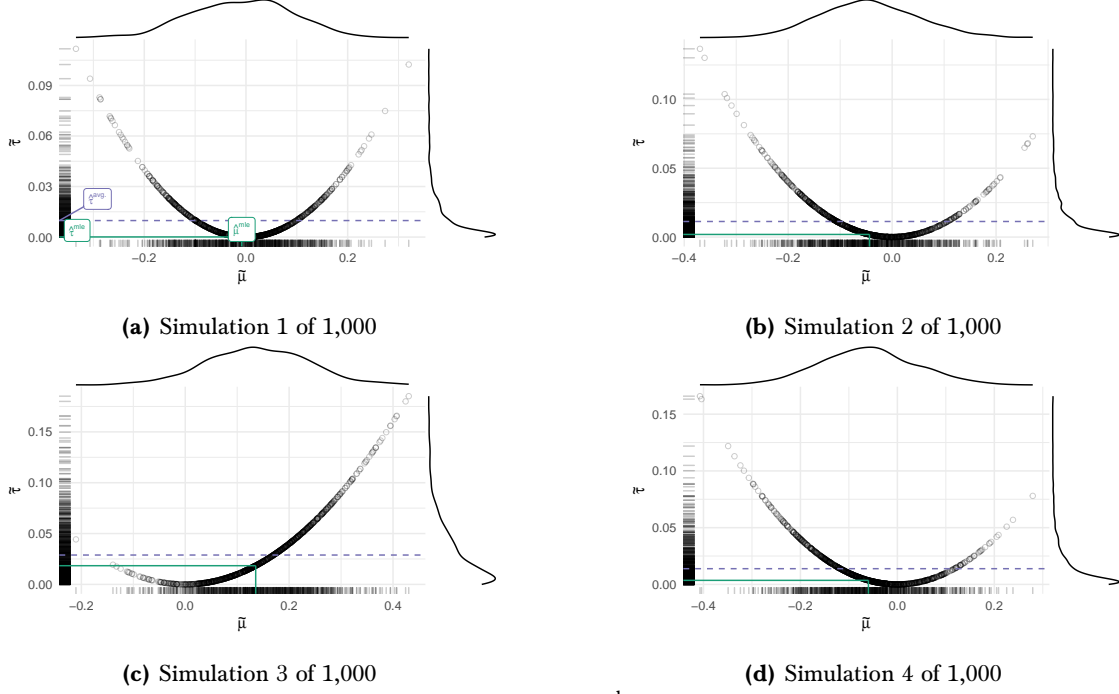 0.09
0.06
0.03
0.00
τ̃
τ̂avg.
τ̂mle
μ̂mle
−0.2
0.0
0.2
μ̃
(a) Simulation 1 of 1,000
0.10
0.05
0.00
τ̃
−0.4
−0.2
0.0
0.2
μ̃
(b) Simulation 2 of 1,000
0.15
0.10
0.05
0.00
τ̃
−0.2
0.0
0.2
0.4
μ̃
(c) Simulation 3 of 1,000
0.15
0.10
0.05
0.00
τ̃
−0.4
−0.2
0.0
0.2
μ̃
(d) Simulation 4 of 1,000